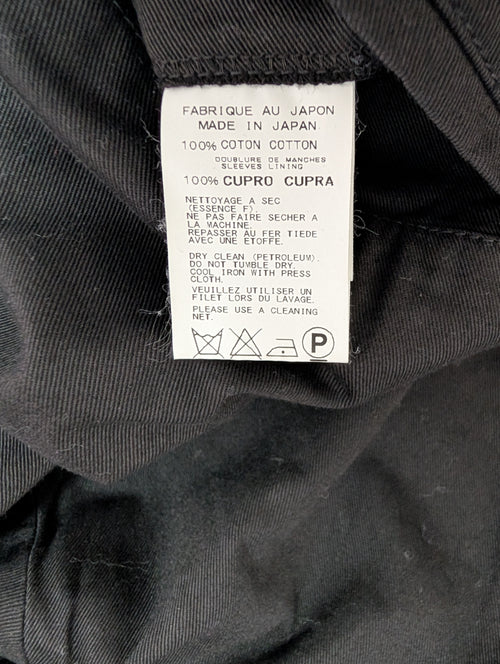 FABRIQUE AU JAPON
MADE IN JAPAN
100% COTON COTTON
DOUBLURE DE MANCHES
SLEEVES LINING
100% CUPRO CUPRA
NETTOYAGE A SEC
(ESSENCE F).
NE PAS FAIRE SECHER A
LA MACHINE.
REPASSER AU FER TIEDE
AVEC UNE ETOFFE.
DRY CLEAN (PETROLEUM).
DO NOT TUMBLE DRY.
COOL IRON WITH PRESS
CLOTH.
VEUILLEZ UTILISER UN
FILET LORS DU LAVAGE.
PLEASE USE A CLEANING
NET.
P